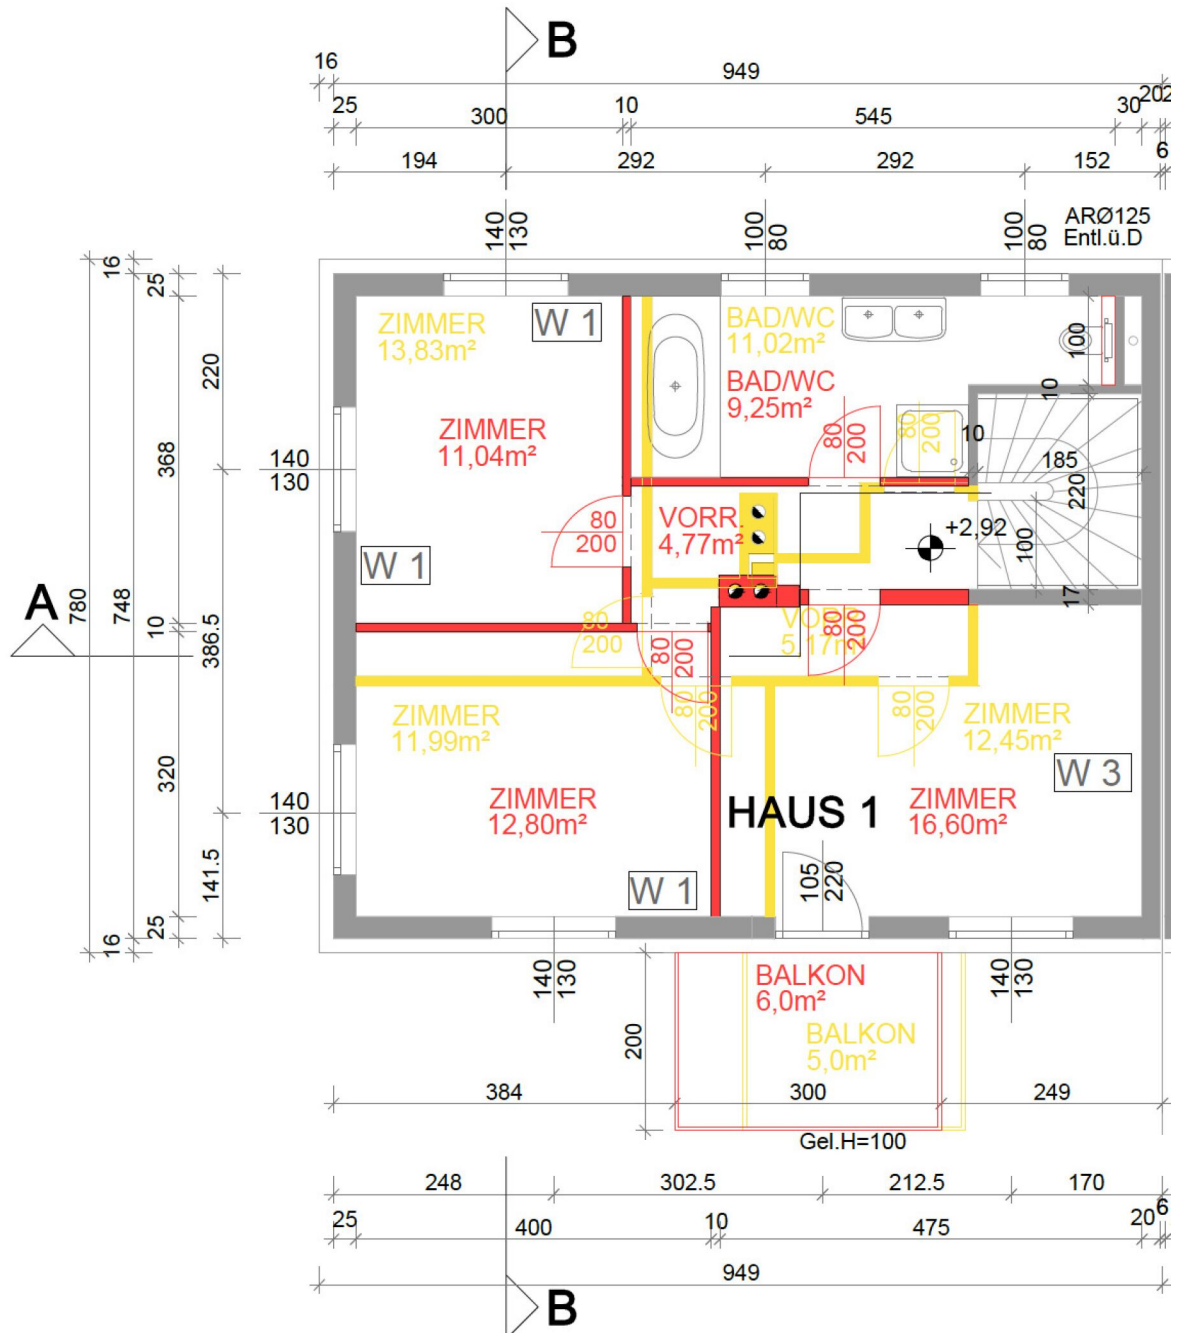 B
16
949
25
300
10
545
30
20
2
194
292
292
152
6
140
130
100
80
100
80
ARØ125
Entl.ü.D
16
25
220
368
140
130
A
780
748
10
386.5
320
140
130
141.5
25
16
ZIMMER
13,83m²
W 1
BAD/WC
11,02m²
BAD/WC
9,25m²
100
10
ZIMMER
11,04m²
80
200
80
200
10
185
220
80
200
VORR.
4,77m²
+2,92
100
W 1
17
80
200
80
200
VORR.
5,17m²
80
200
ZIMMER
11,99m²
80
200
80
200
ZIMMER
12,45m²
W 3
ZIMMER
12,80m²
HAUS 1
ZIMMER
16,60m²
W 1
105
220
140
130
BALKON
6,0m²
140
130
200
BALKON
5,0m²
384
300
249
Gel.H=100
248
302.5
212.5
170
25
400
10
475
20
6
949
B